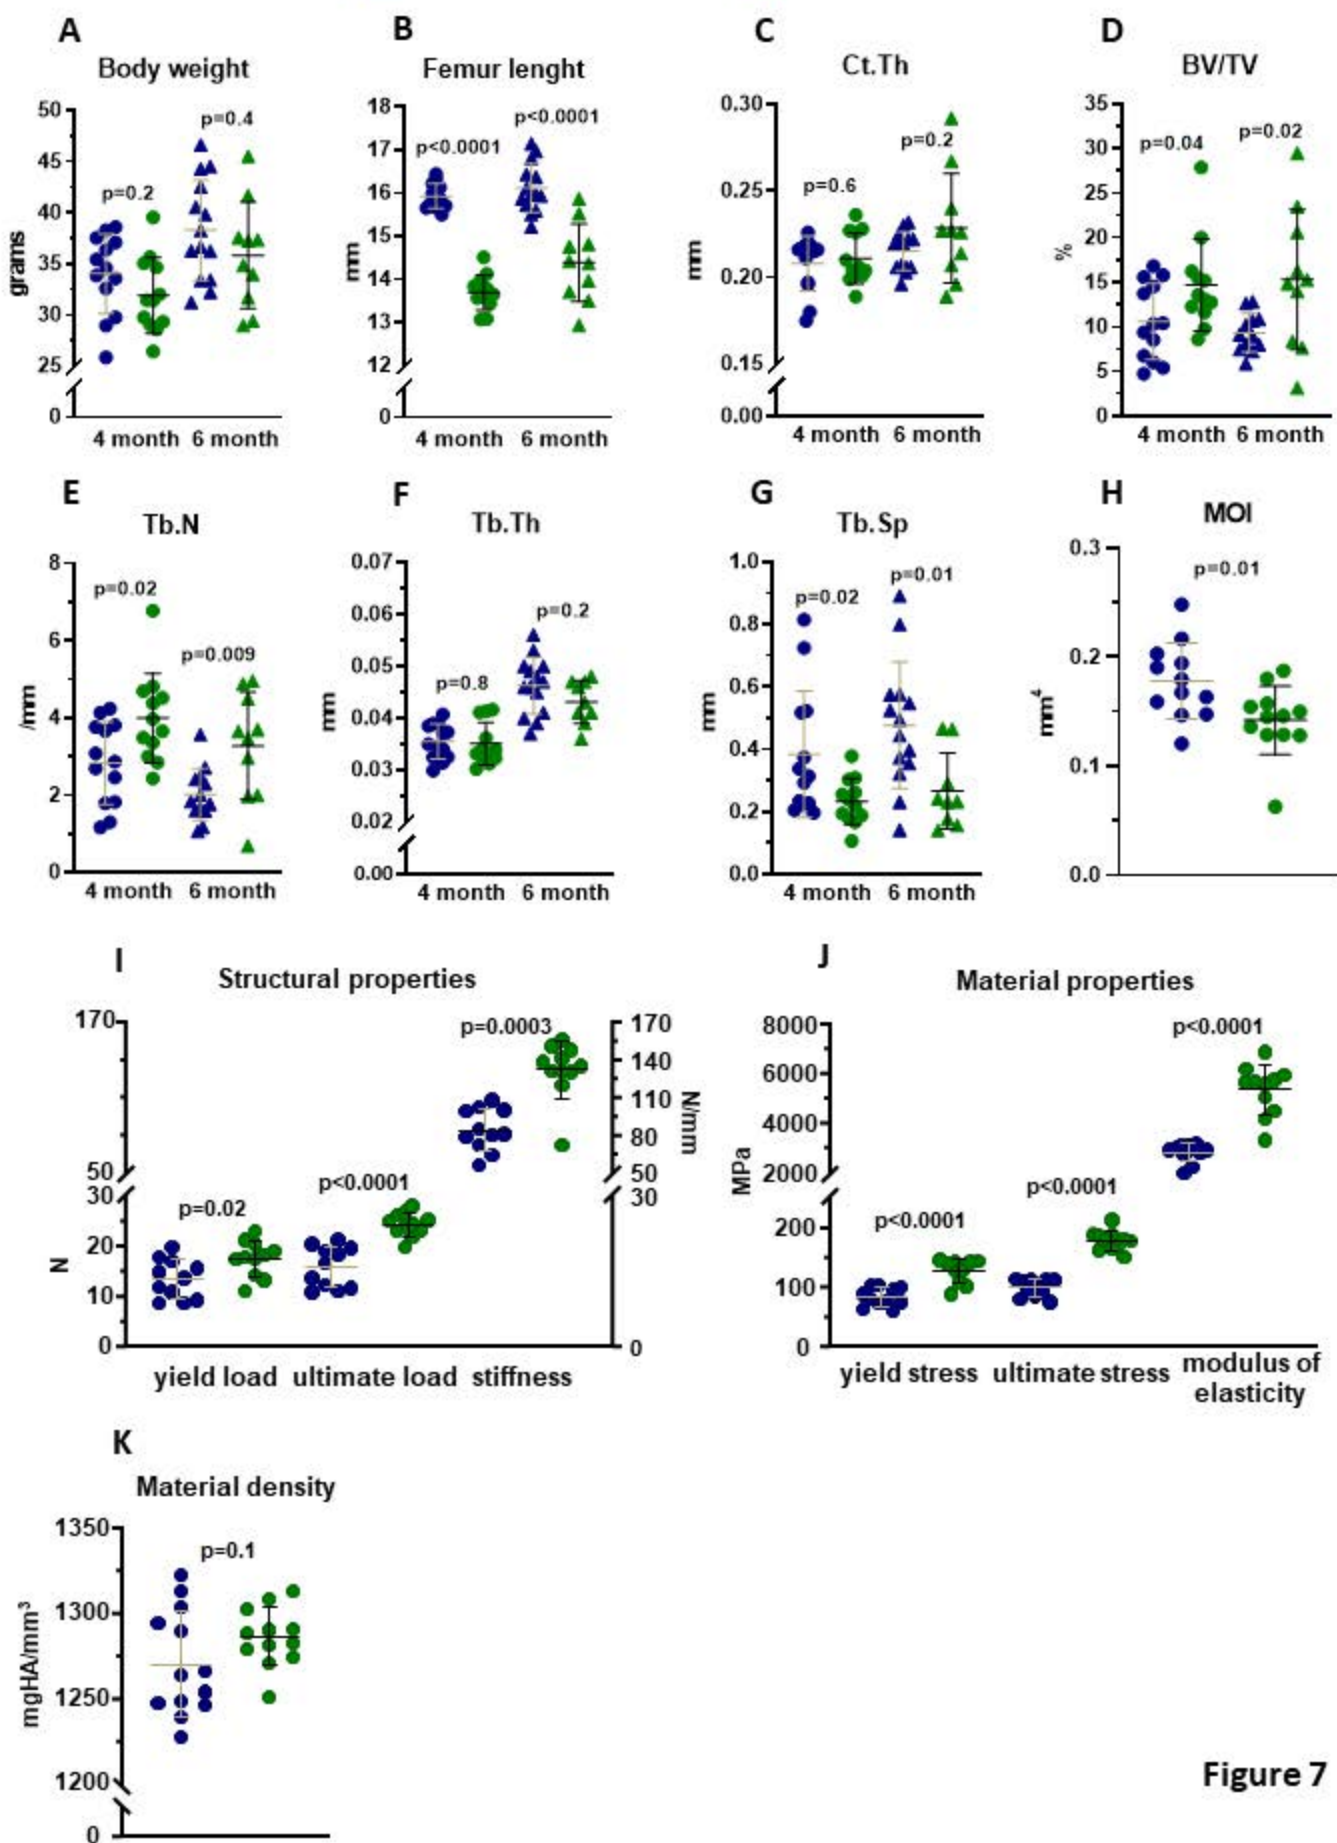 A
Body weight
50
45
40
35
30
25
0
grams
p=0.2
p=0.4
4 month 6 month
B
Femur lenght
18
17
16
15
14
13
12
0
mm
p<0.0001
p<0.0001
4 month 6 month
C
Ct.Th
0.30
0.25
0.20
0.15
0.00
mm
p=0.6
p=0.2
4 month 6 month
D
BV/TV
35
30
25
20
15
10
5
0
%
p=0.04
p=0.02
4 month 6 month
E
Tb.N
8
6
4
2
0
/mm
p=0.02
p=0.009
4 month 6 month
F
Tb.Th
0.07
0.06
0.05
0.04
0.03
0.02
0.00
mm
p=0.8
p=0.2
4 month 6 month
G
Tb.Sp
1.0
0.8
0.6
0.4
0.2
0.0
mm
p=0.02
p=0.01
4 month 6 month
H
MOI
0.3
0.2
0.1
0.0
mm⁴
p=0.01
I
Structural properties
170
50
30
20
10
0
N
p=0.02
p<0.0001
p=0.0003
170
140
110
80
50
30
0
N/mm
yield load ultimate load stiffness
J
Material properties
8000
6000
4000
2000
200
100
0
MPa
p<0.0001
p<0.0001
p<0.0001
yield stress ultimate stress modulus of
elasticity
K
Material density
1350
1300
1250
1200
0
mgHA/mm³
p=0.1
Figure 7